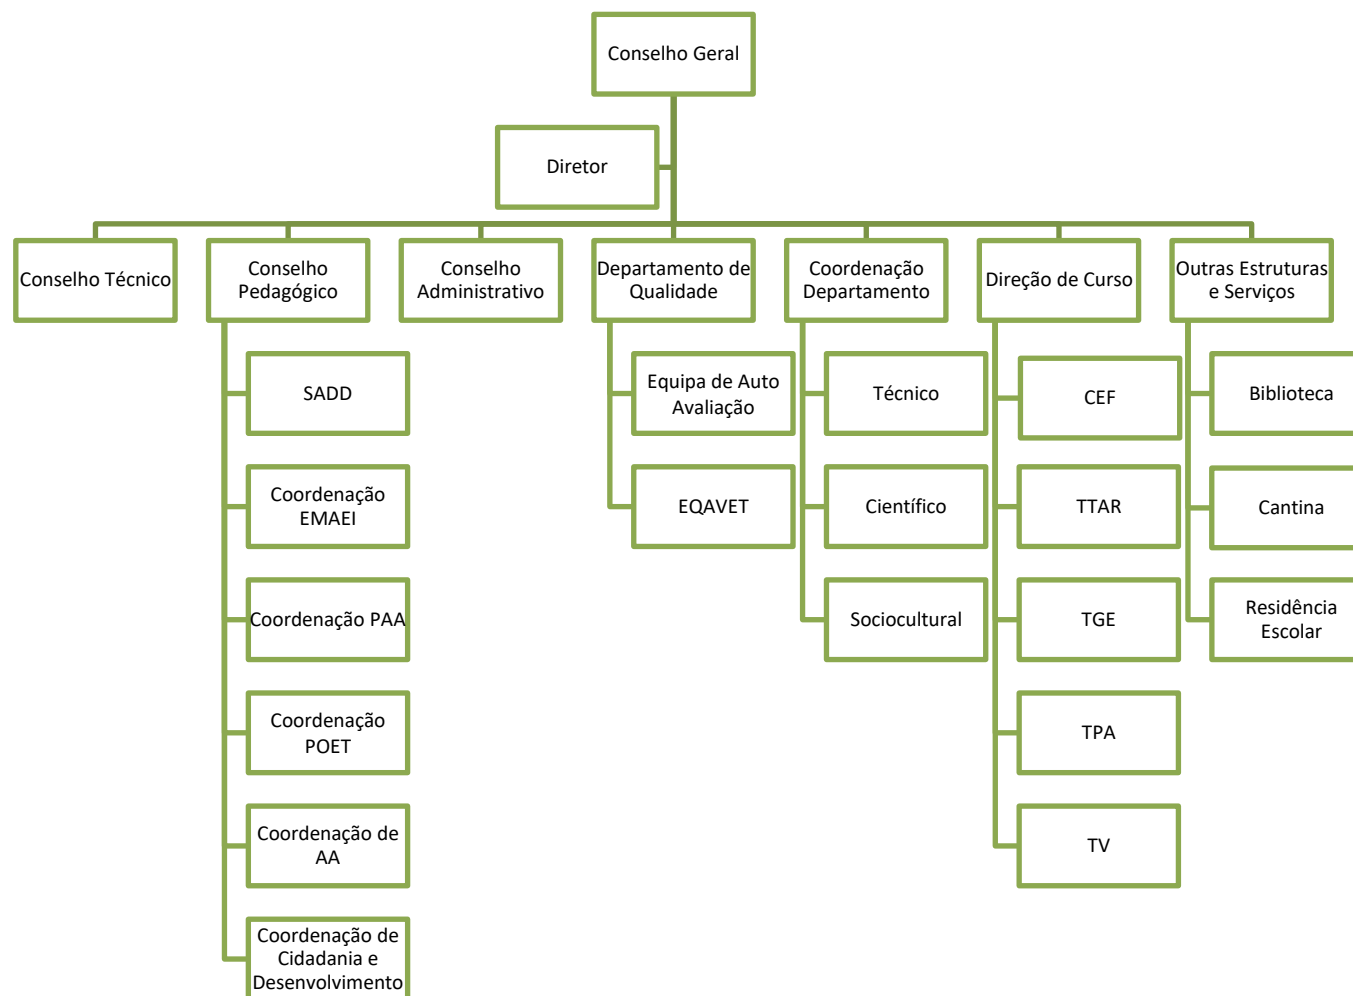 Conselho Geral
Diretor
Conselho Técnico
Conselho
Pedagógico
Conselho
Administrativo
Departamento de
Qualidade
Coordenação
Departamento
Direção de Curso
Outras Estruturas
e Serviços
SADD
Coordenação
EMAEI
Coordenação PAA
Coordenação
POET
Coordenação de
AA
Coordenação de
Cidadania e
Desenvolvimento
Equipa de Auto
Avaliação
EQAVET
Técnico
Científico
Sociocultural
CEF
TTAR
TGE
TPA
TV
Biblioteca
Cantina
Residência
Escolar